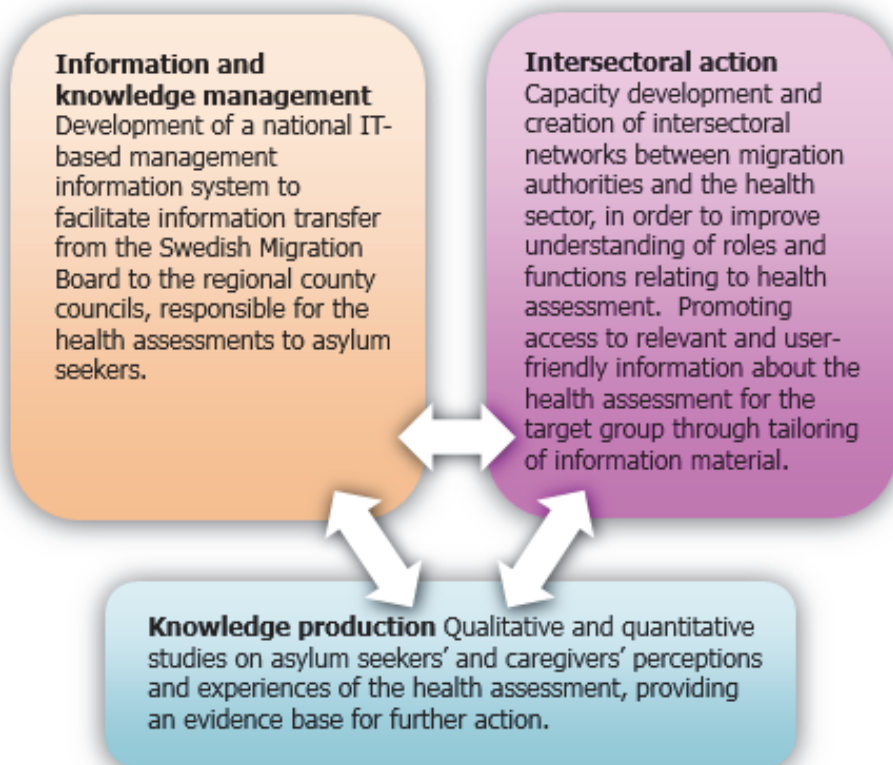 Information and
knowledge management
Development of a national IT-
based management
information system to
facilitate information transfer
from the Swedish Migration
Board to the regional county
councils, responsible for the
health assessments to asylum
seekers.
Intersectoral action
Capacity development and
creation of intersectoral
networks between migration
authorities and the health
sector, in order to improve
understanding of roles and
functions relating to health
assessment.  Promoting
access to relevant and user-
friendly information about the
health assessment for the
target group through tailoring
of information material.
Knowledge production Qualitative and quantitative
studies on asylum seekers’ and caregivers’ perceptions
and experiences of the health assessment, providing
an evidence base for further action.